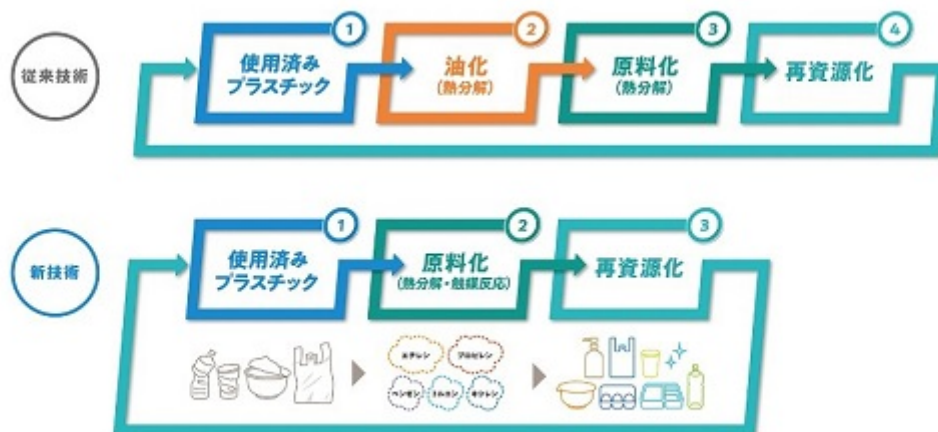 従来技術
1
使用済み
プラスチック
2
油化
(熱分解)
3
原料化
(熱分解)
4
再資源化
新技術
1
使用済み
プラスチック
2
原料化
(熱分解・触媒反応)
3
再資源化
エチレン
プロピレン
ベンゼン
トルエン
キシレン